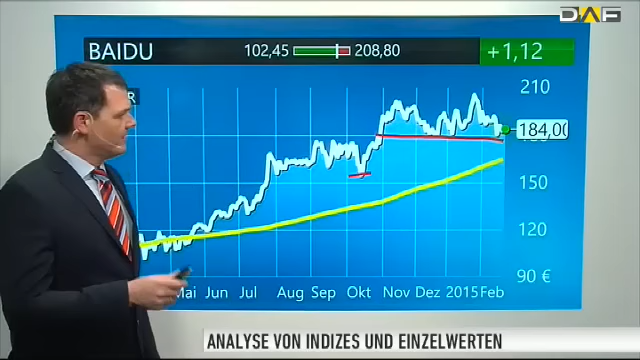 DAF
BAIDU 102,45 208,80 +1,12
R
210
184,00
150
120
90 €
Mai Jun Jul Aug Sep Okt Nov Dez 2015 Feb
ANALYSE VON INDIZES UND EINZELWERTEN